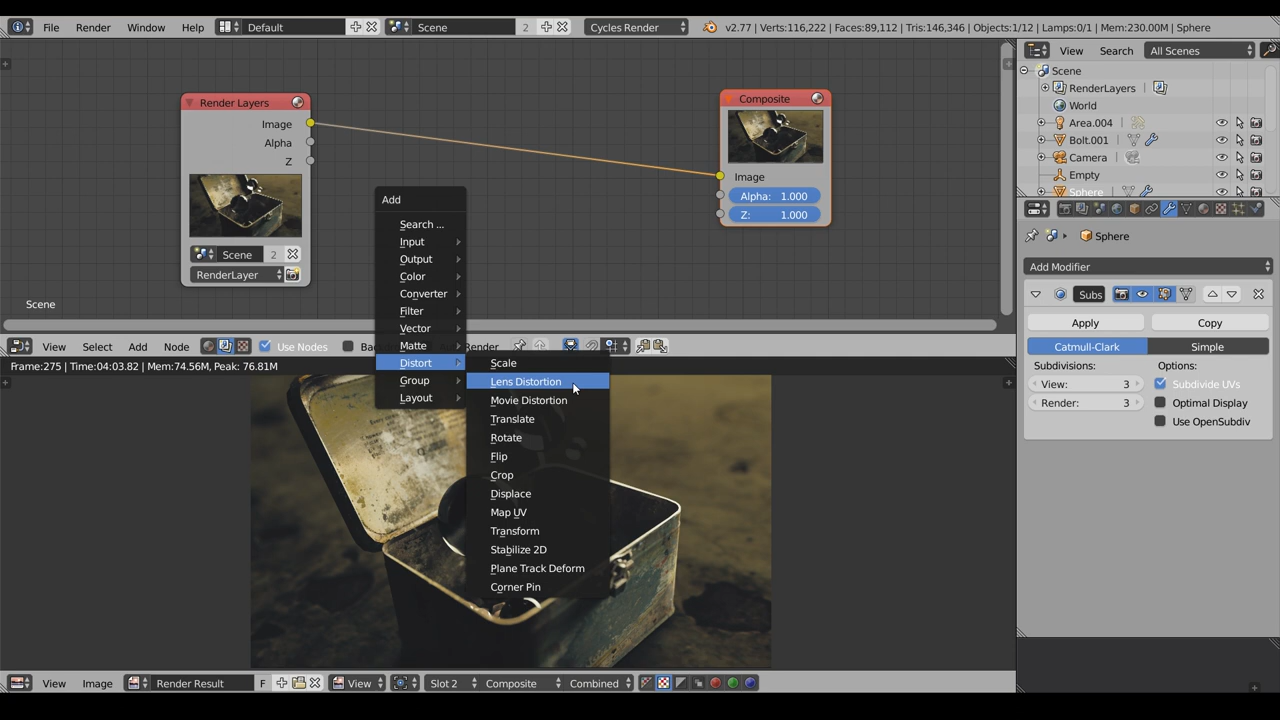 File Render Window Help Default Scene 2 Cycles Render v2.77 | Verts:116,222 | Faces:89,112 | Tris:146,346 | Objects:1/12 | Lamps:0/1 | Mem:230.00M | Sphere
Render Layers
Image
Alpha
Z
Scene 2
RenderLayer
Scene
Composite
Image
Alpha: 1.000
Z: 1.000
Add
Search ...
Input
Output
Color
Converter
Filter
Vector
Matte
Distort
Group
Layout
Scale
Lens Distortion
Movie Distortion
Translate
Rotate
Flip
Crop
Displace
Map UV
Transform
Stabilize 2D
Plane Track Deform
Corner Pin
View Select Add Node Use Nodes
Frame:275 | Time:04:03.82 | Mem:74.56M, Peak: 76.81M
View Image Render Result F View Slot 2 Composite Combined
View Search All Scenes
Scene
RenderLayers
World
Area.004
Bolt.001
Camera
Empty
Sphere
Sphere
Add Modifier
Subs
Apply Copy
Catmull-Clark Simple
Subdivisions: Options:
View: 3 Subdivide UVs
Render: 3 Optimal Display
Use OpenSubdiv